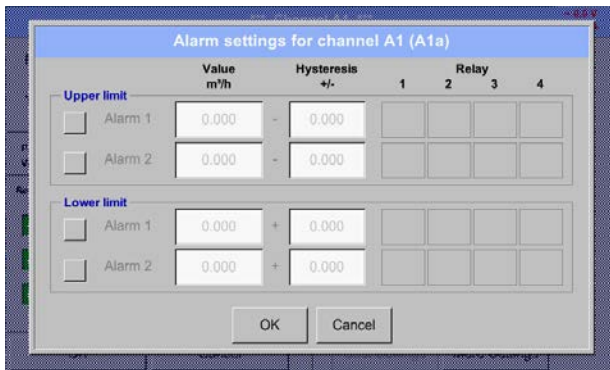 Alarm settings for channel A1 (A1a)
Value Hysteresis Relay
m³/h +/- 1 2 3 4
Upper limit
Alarm 1 0.000 - 0.000
Alarm 2 0.000 - 0.000
Lower limit
Alarm 1 0.000 + 0.000
Alarm 2 0.000 + 0.000
OK Cancel